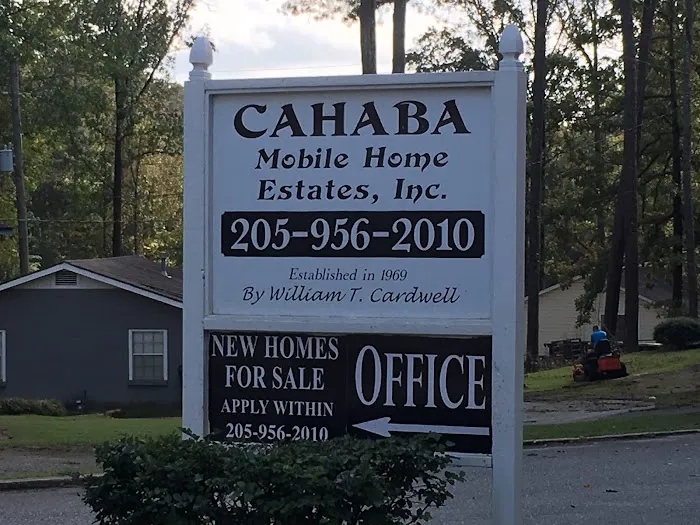 CAHABA
Mobile Home
Estates, Inc.
205-956-2010
Established in 1969
By William T. Cardwell
NEW HOMES
FOR SALE
APPLY WITHIN
205-956-2010
OFFICE